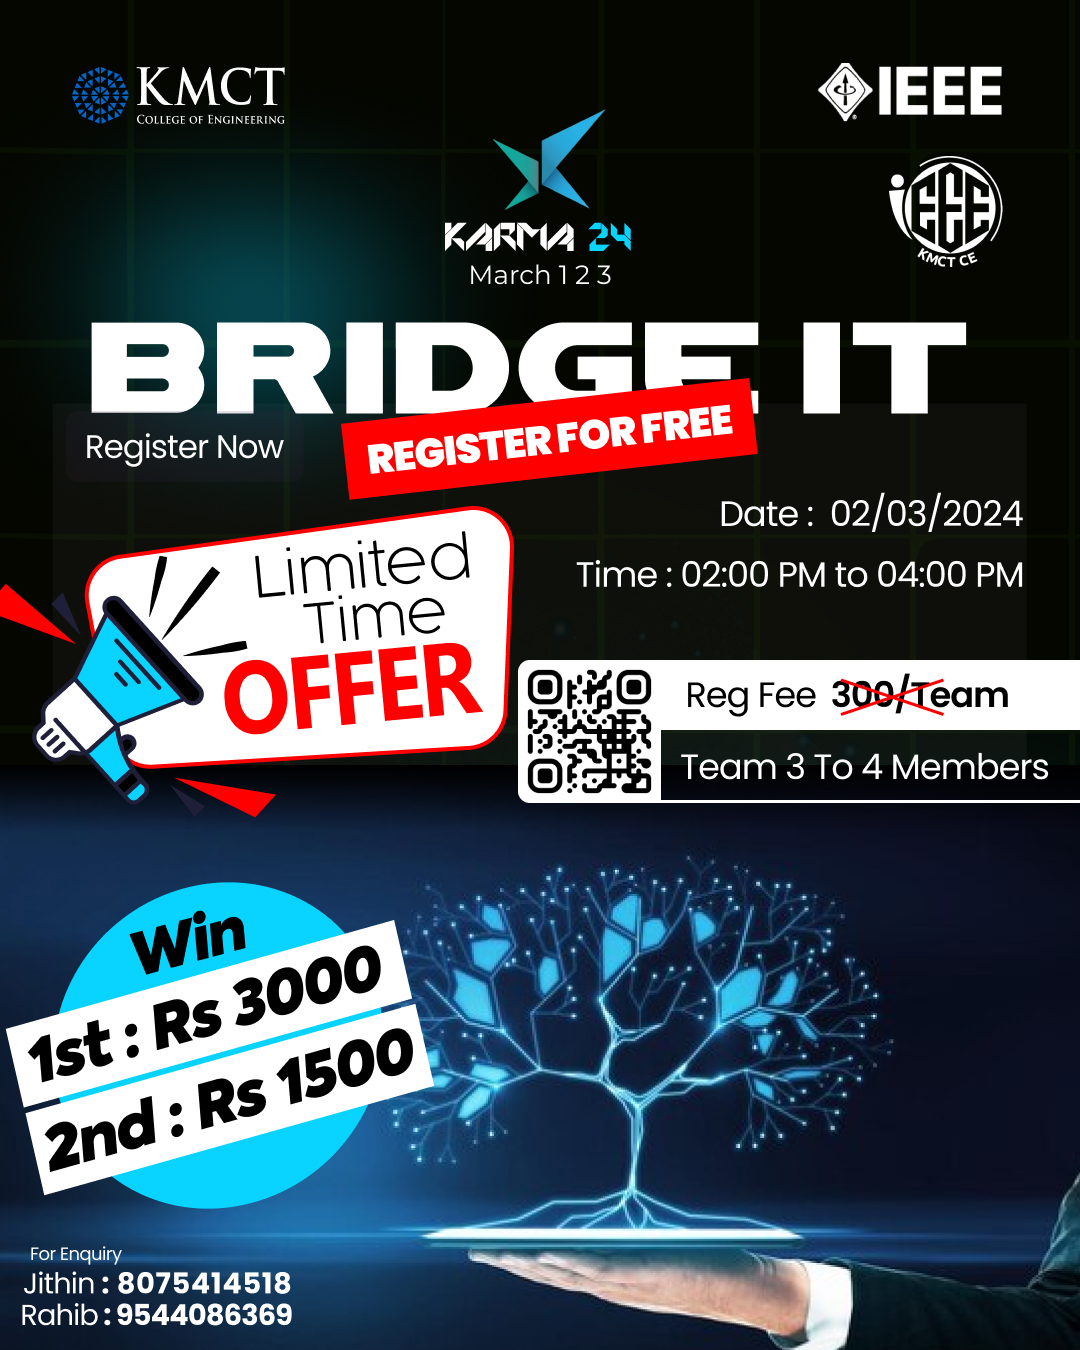 KMCT
COLLEGE OF ENGINEERING
IEEE
KARMA 24
March 1 2 3
iEEE
KMCT CE
BRIDGE IT
Register Now
REGISTER FOR FREE
Date : 02/03/2024
Time : 02:00 PM to 04:00 PM
Limited
Time
OFFER
Reg Fee 300/Team
Team 3 To 4 Members
Win
1st : Rs 3000
2nd : Rs 1500
For Enquiry
Jithin : 8075414518
Rahib : 9544086369